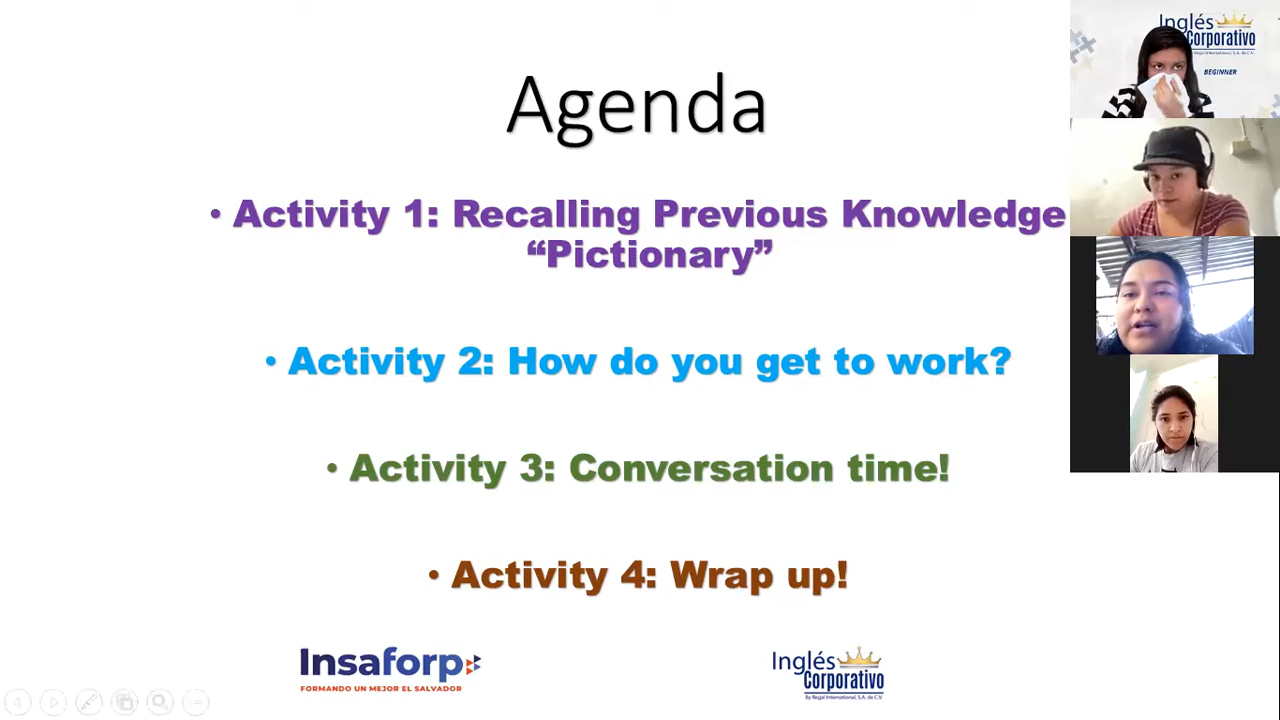 Agenda
• Activity 1: Recalling Previous Knowledge
“Pictionary”
• Activity 2: How do you get to work?
• Activity 3: Conversation time!
• Activity 4: Wrap up!
Insaforp
FORMANDO UN MEJOR EL SALVADOR
Inglés
Corporativo
By Regal International, S.A. de C.V.
Inglés
Corporativo
By Regal International, S.A. de C.V.
BEGINNER